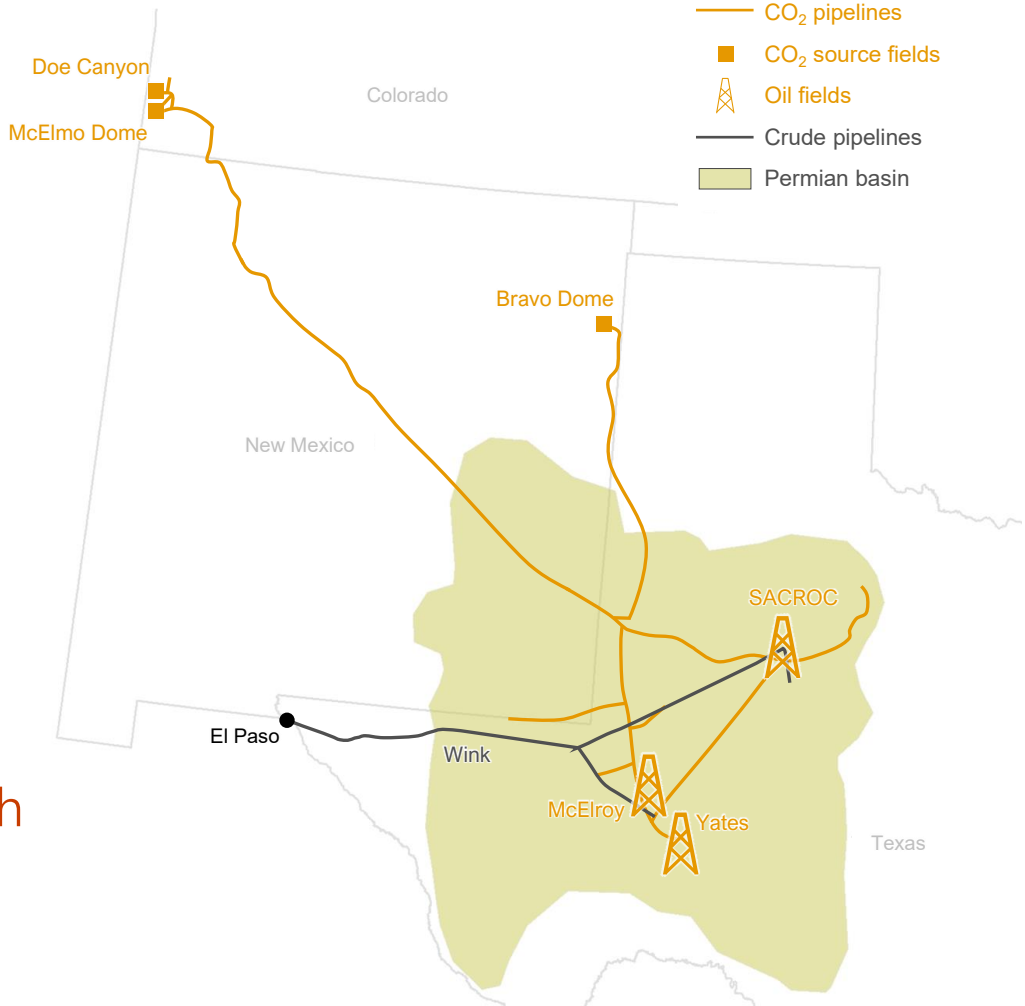 CO₂ pipelines
CO₂ source fields
Oil fields
Crude pipelines
Permian basin
Doe Canyon
McElmo Dome
Colorado
Bravo Dome
New Mexico
SACROC
El Paso
Wink
McElroy
Yates
Texas
h